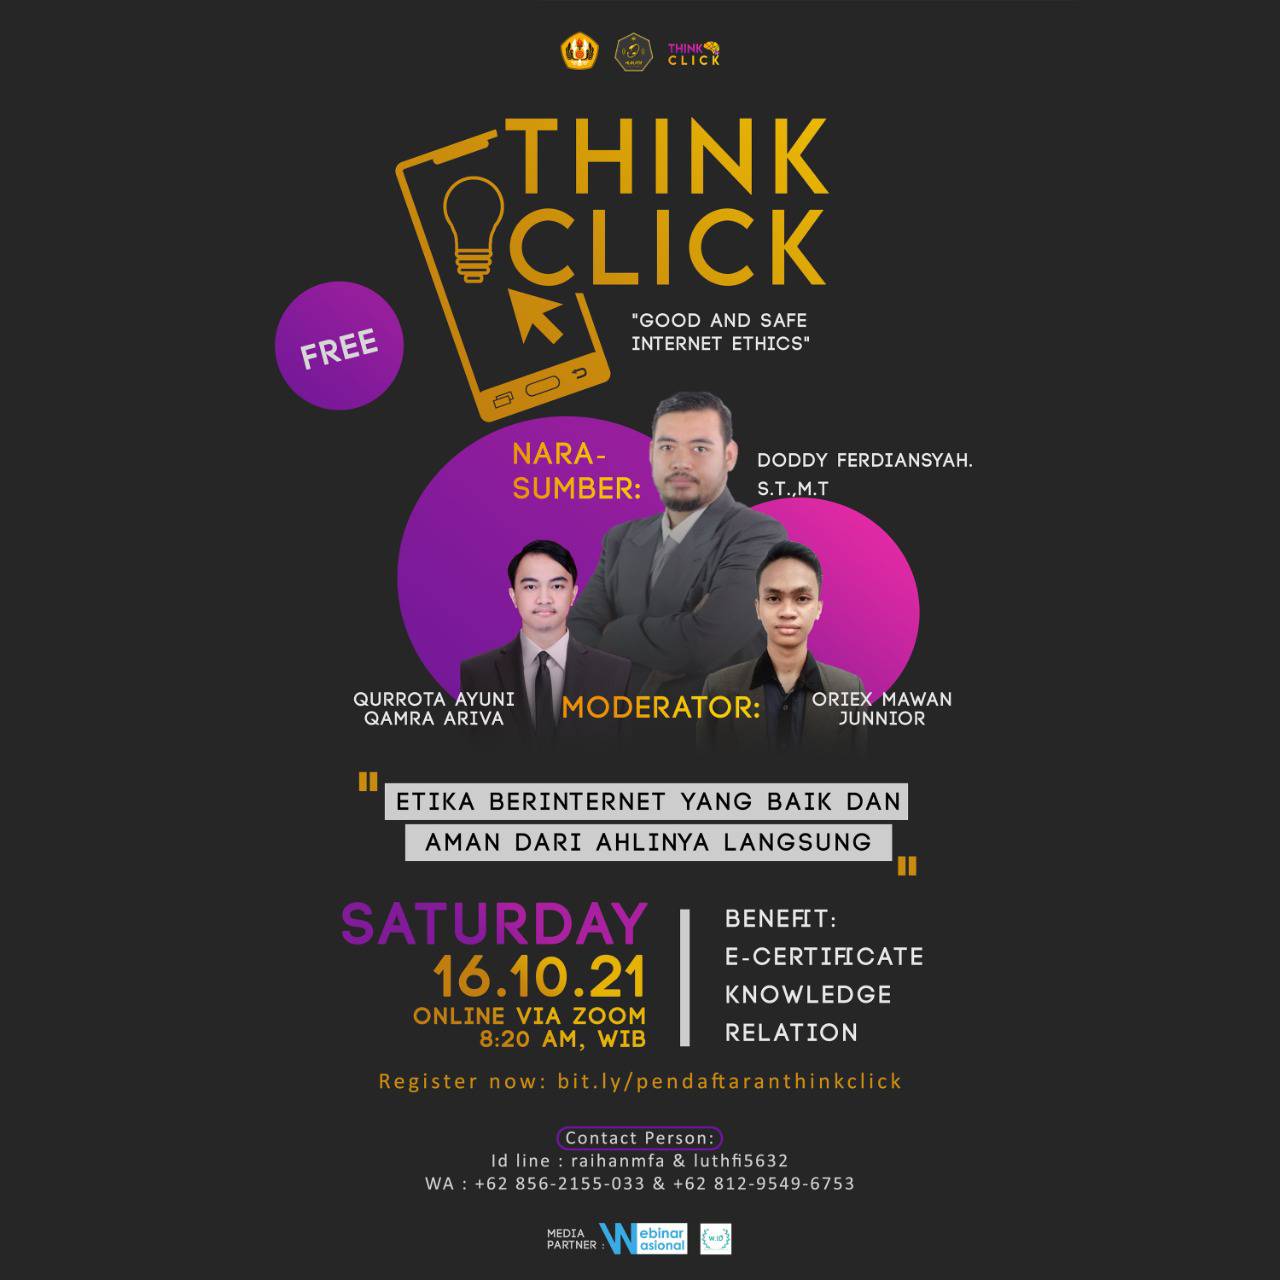 THINK
CLICK
THINK
CLICK
"GOOD AND SAFE
INTERNET ETHICS"
FREE
NARA-
SUMBER:
DODDY FERDIANSYAH.
S.T.,M.T
QURROTA AYUNI
QAMRA ARIVA
MODERATOR:
ORIEX MAWAN
JUNNIOR
"ETIKA BERINTERNET YANG BAIK DAN
AMAN DARI AHLINYA LANGSUNG"
SATURDAY
16.10.21
ONLINE VIA ZOOM
8:20 AM, WIB
BENEFIT:
E-CERTIFICATE
KNOWLEDGE
RELATION
Register now: bit.ly/pendaftaranthinkclick
Contact Person:
Id line : raihanmfa & luthfi5632
WA : +62 856-2155-033 & +62 812-9549-6753
MEDIA
PARTNER :
Webinar
Nasional
W.ID